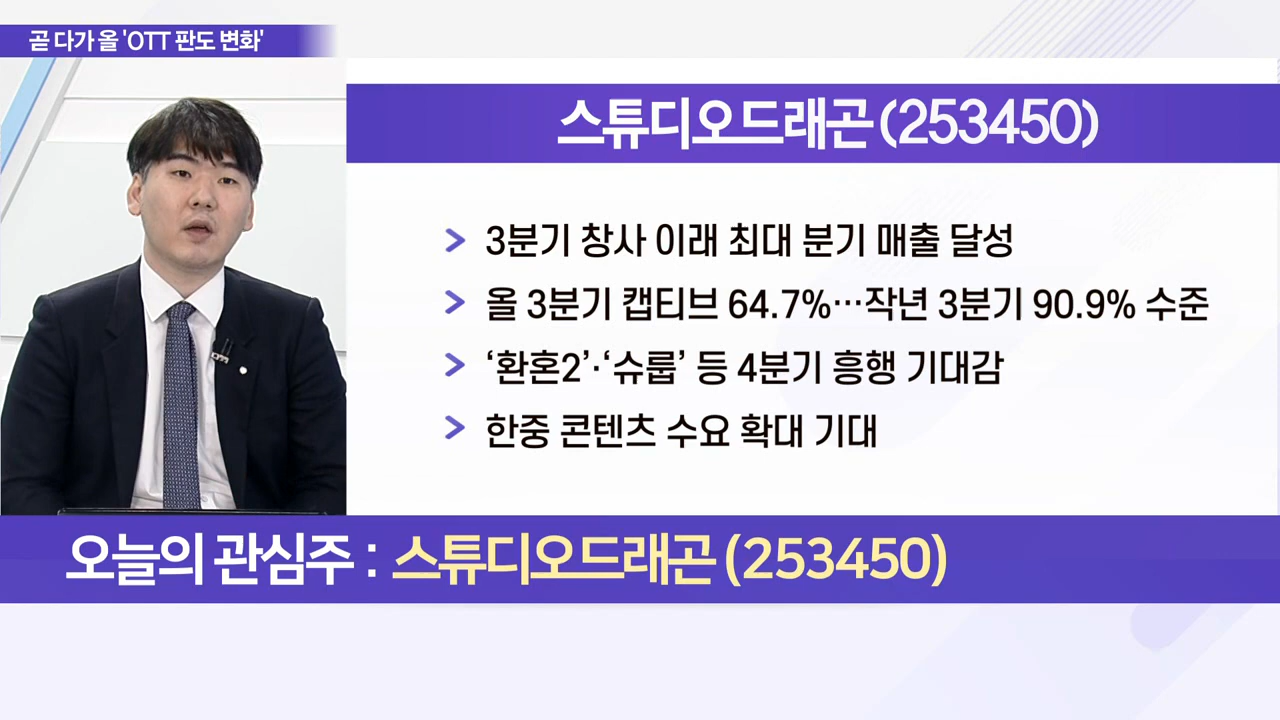 곧 다가 올 'OTT 판도 변화'
스튜디오드래곤(253450)
> 3분기 창사 이래 최대 분기 매출 달성
> 올 3분기 캡티브 64.7%…작년 3분기 90.9% 수준
> ‘환혼2’·‘슈룹’ 등 4분기 흥행 기대감
> 한중 콘텐츠 수요 확대 기대
오늘의 관심주 : 스튜디오드래곤(253450)